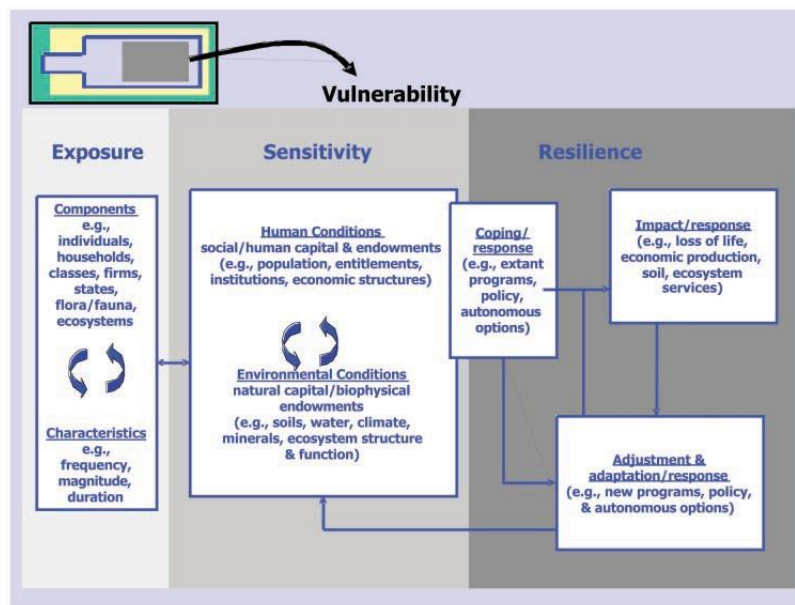 Vulnerability
Exposure
Sensitivity
Resilience
Components
e.g.,
individuals,
households,
classes, firms,
states,
flora/fauna,
ecosystems
Characteristics
e.g.,
frequency,
magnitude,
duration
Human Conditions
social/human capital & endowments
(e.g., population, entitlements,
institutions, economic structures)
Environmental Conditions
natural capital/biophysical
endowments
(e.g., soils, water, climate,
minerals, ecosystem structure
& function)
Coping/
response
(e.g., extant
programs,
policy,
autonomous
options)
Impact/response
(e.g., loss of life,
economic production,
soil, ecosystem
services)
Adjustment &
adaptation/response
(e.g., new programs, policy,
& autonomous options)